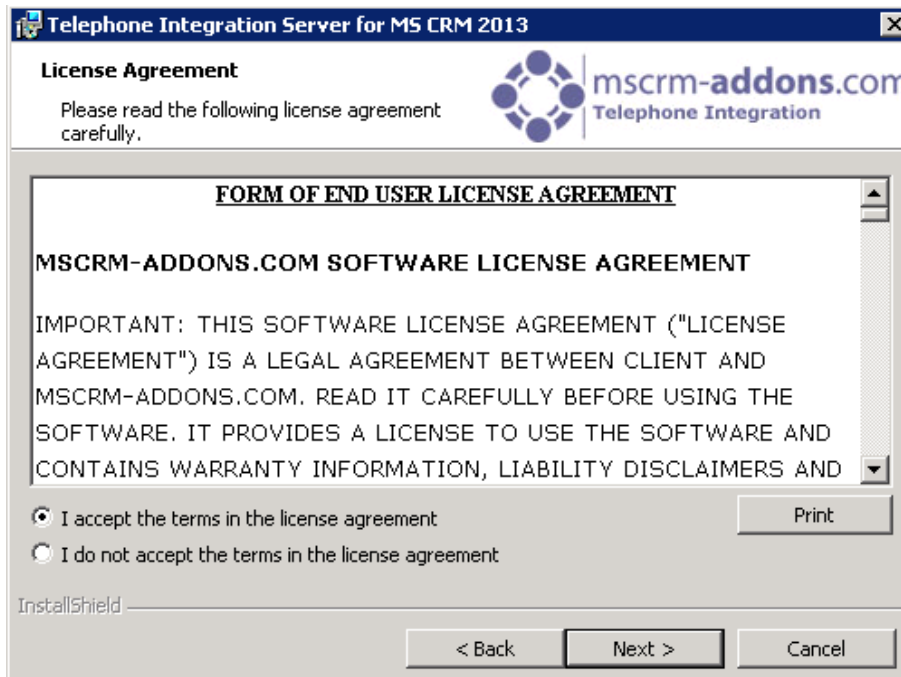 Telephone Integration Server for MS CRM 2013
License Agreement
Please read the following license agreement
carefully.
mscrm-addons.com
Telephone Integration
FORM OF END USER LICENSE AGREEMENT
MSCRM-ADDONS.COM SOFTWARE LICENSE AGREEMENT
IMPORTANT: THIS SOFTWARE LICENSE AGREEMENT ("LICENSE
AGREEMENT") IS A LEGAL AGREEMENT BETWEEN CLIENT AND
MSCRM-ADDONS.COM. READ IT CAREFULLY BEFORE USING THE
SOFTWARE. IT PROVIDES A LICENSE TO USE THE SOFTWARE AND
CONTAINS WARRANTY INFORMATION, LIABILITY DISCLAIMERS AND
I accept the terms in the license agreement
Print
I do not accept the terms in the license agreement
InstallShield
< Back
Next >
Cancel